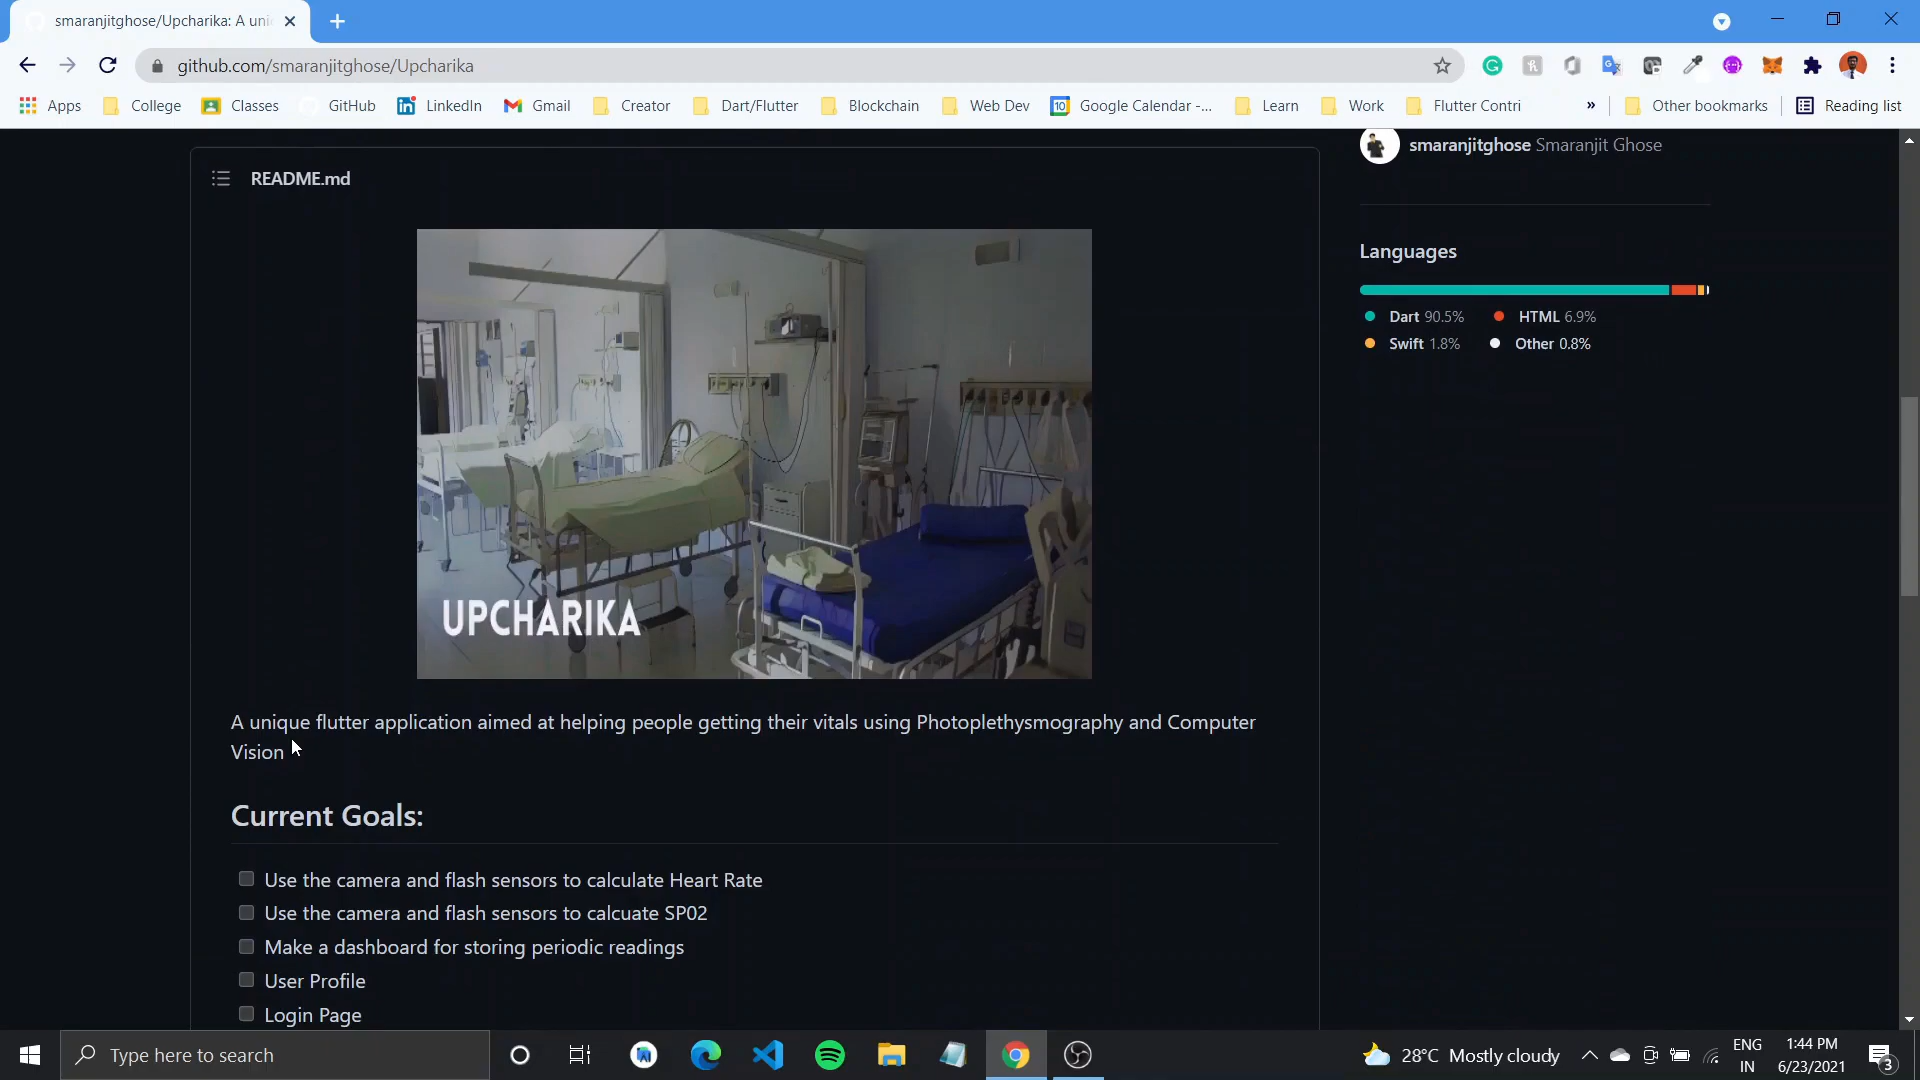 smaranjitghose/Upcharika: A uni
github.com/smaranjitghose/Upcharika
Apps
College
Classes
GitHub
LinkedIn
Gmail
Creator
Dart/Flutter
Blockchain
Web Dev
10
Google Calendar -...
Learn
Work
Flutter Contri
»
Other bookmarks
Reading list
smaranjitghose Smaranjit Ghose
README.md
Languages
Dart 90.5%
HTML 6.9%
Swift 1.8%
Other 0.8%
UPCHARIKA
A unique flutter application aimed at helping people getting their vitals using Photoplethysmography and Computer
Vision
Current Goals:
Use the camera and flash sensors to calculate Heart Rate
Use the camera and flash sensors to calcuate SP02
Make a dashboard for storing periodic readings
User Profile
Login Page
Type here to search
28°C Mostly cloudy
ENG
IN
1:44 PM
6/23/2021
3